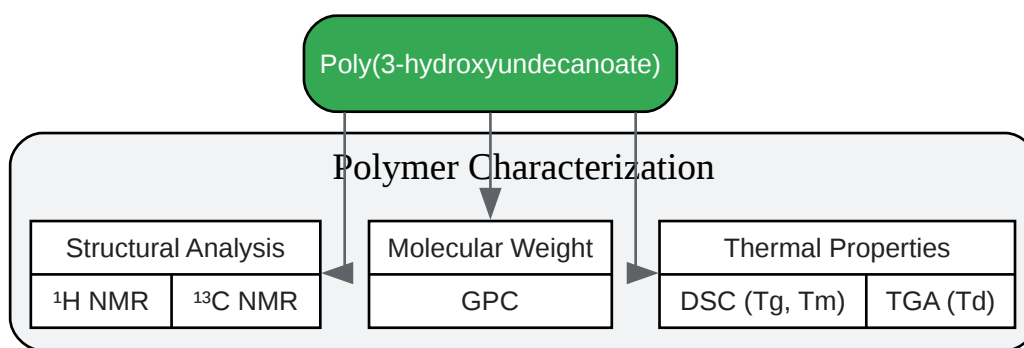 Poly(3-hydroxyundecanoate)
Polymer Characterization
Structural Analysis
¹H NMR
¹³C NMR
Molecular Weight
GPC
Thermal Properties
DSC (Tg, Tm)
TGA (Td)